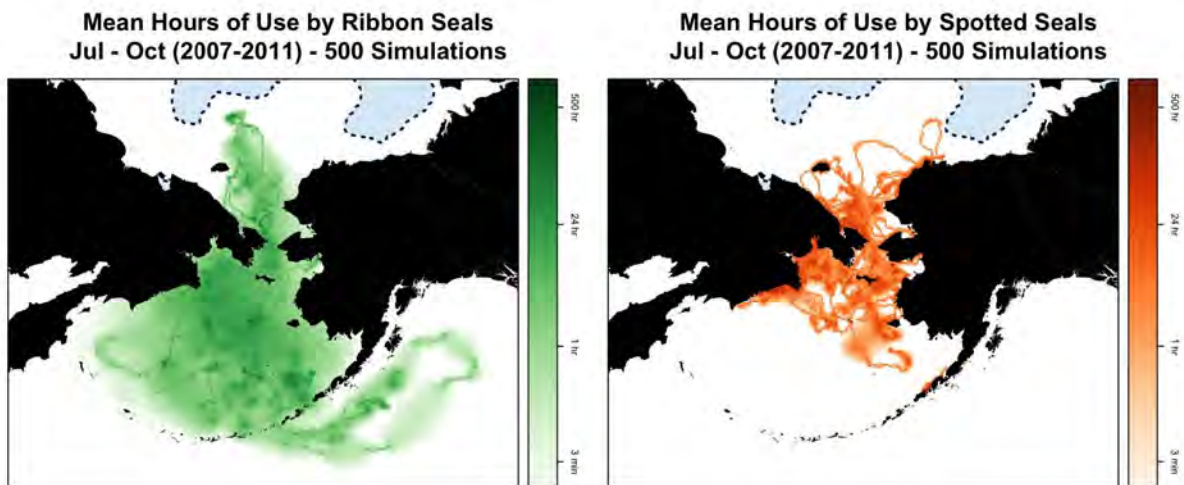 Mean Hours of Use by Ribbon Seals
Jul - Oct (2007-2011) - 500 Simulations
500 hr
24 hr
1 hr
3 min
Mean Hours of Use by Spotted Seals
Jul - Oct (2007-2011) - 500 Simulations
500 hr
24 hr
1 hr
3 min